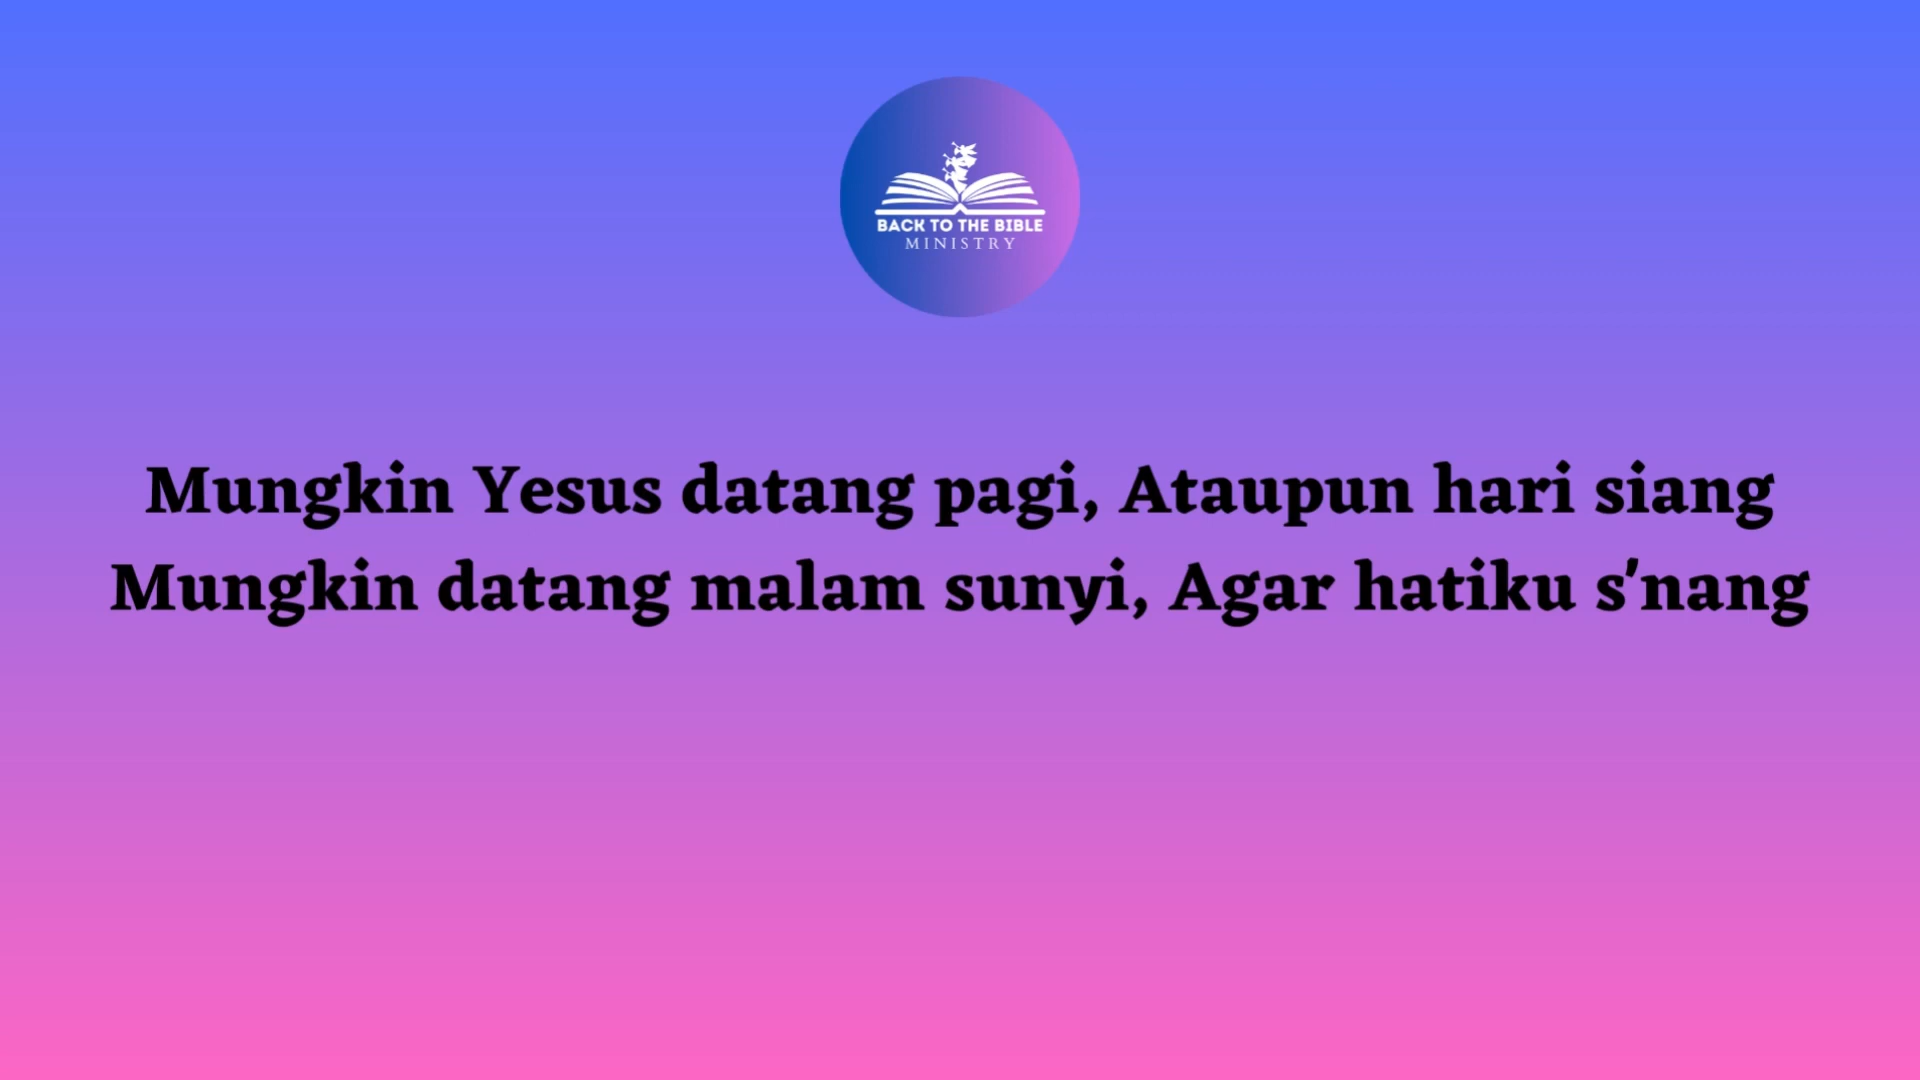 BACK TO THE BIBLE
MINISTRY
Mungkin Yesus datang pagi, Ataupun hari siang
Mungkin datang malam sunyi, Agar hatiku s'nang